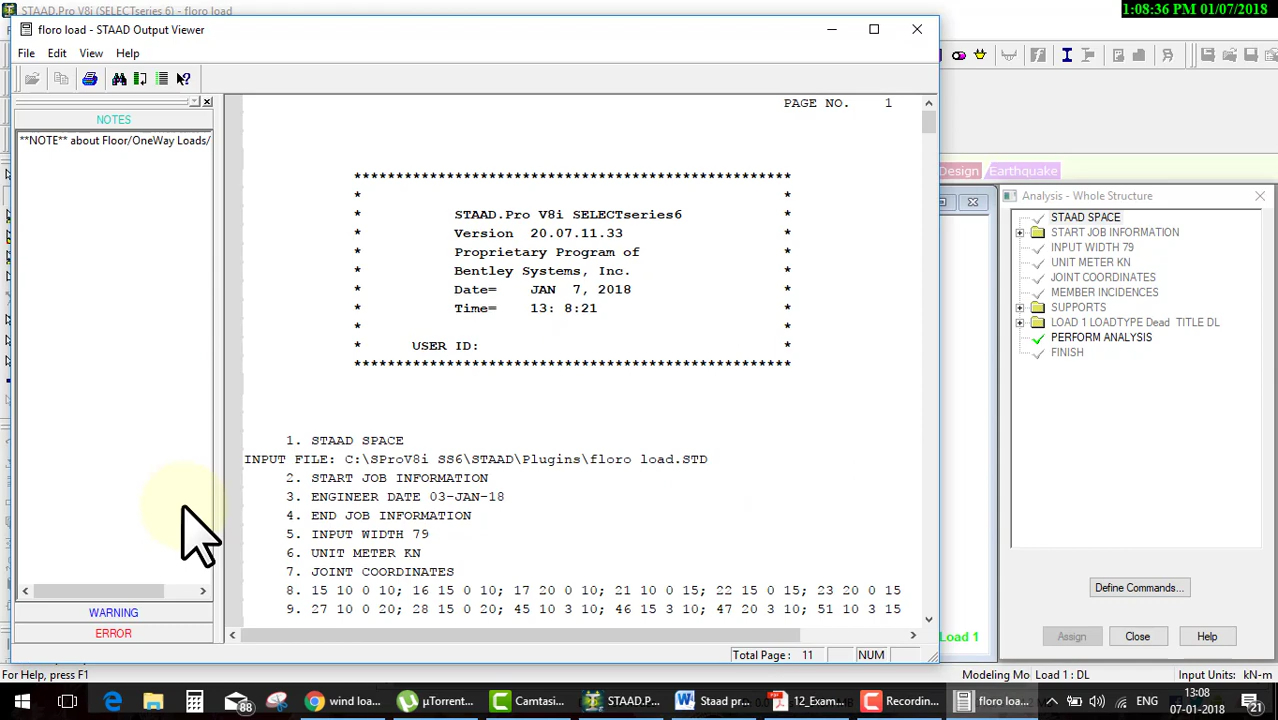 STAAD Pro V8i (SELECTseries 6) - floro load
1:08:36 PM 01/07/2018
floro load - STAAD Output Viewer
File Edit View Help
NOTES
**NOTE** about Floor/OneWay Loads/
WARNING
ERROR
PAGE NO. 1
****************************************************
* *
* STAAD.Pro V8i SELECTseries6 *
* Version 20.07.11.33 *
* Proprietary Program of *
* Bentley Systems, Inc. *
* Date= JAN 7, 2018 *
* Time= 13: 8:21 *
* *
* USER ID: *
****************************************************
1. STAAD SPACE
INPUT FILE: C:\SProV8i SS6\STAAD\Plugins\floro load.STD
2. START JOB INFORMATION
3. ENGINEER DATE 03-JAN-18
4. END JOB INFORMATION
5. INPUT WIDTH 79
6. UNIT METER KN
7. JOINT COORDINATES
8. 15 10 0 10; 16 15 0 10; 17 20 0 10; 21 10 0 15; 22 15 0 15; 23 20 0 15
9. 27 10 0 20; 28 15 0 20; 45 10 3 10; 46 15 3 10; 47 20 3 10; 51 10 3 15
Total Page: 11 NUM
Design Earthquake
Analysis - Whole Structure
STAAD SPACE
START JOB INFORMATION
INPUT WIDTH 79
UNIT METER KN
JOINT COORDINATES
MEMBER INCIDENCES
SUPPORTS
LOAD 1 LOADTYPE Dead TITLE DL
PERFORM ANALYSIS
FINISH
Define Commands...
Assign Close Help
Load 1
For Help, press F1
Modeling Mo Load 1 : DL Input Units: kN-m
88 wind loa... µTorrent... Camtasi... STAAD.P... Staad pr... 12_Exam... Recordin... floro loa... ENG
13:08
07-01-2018
21